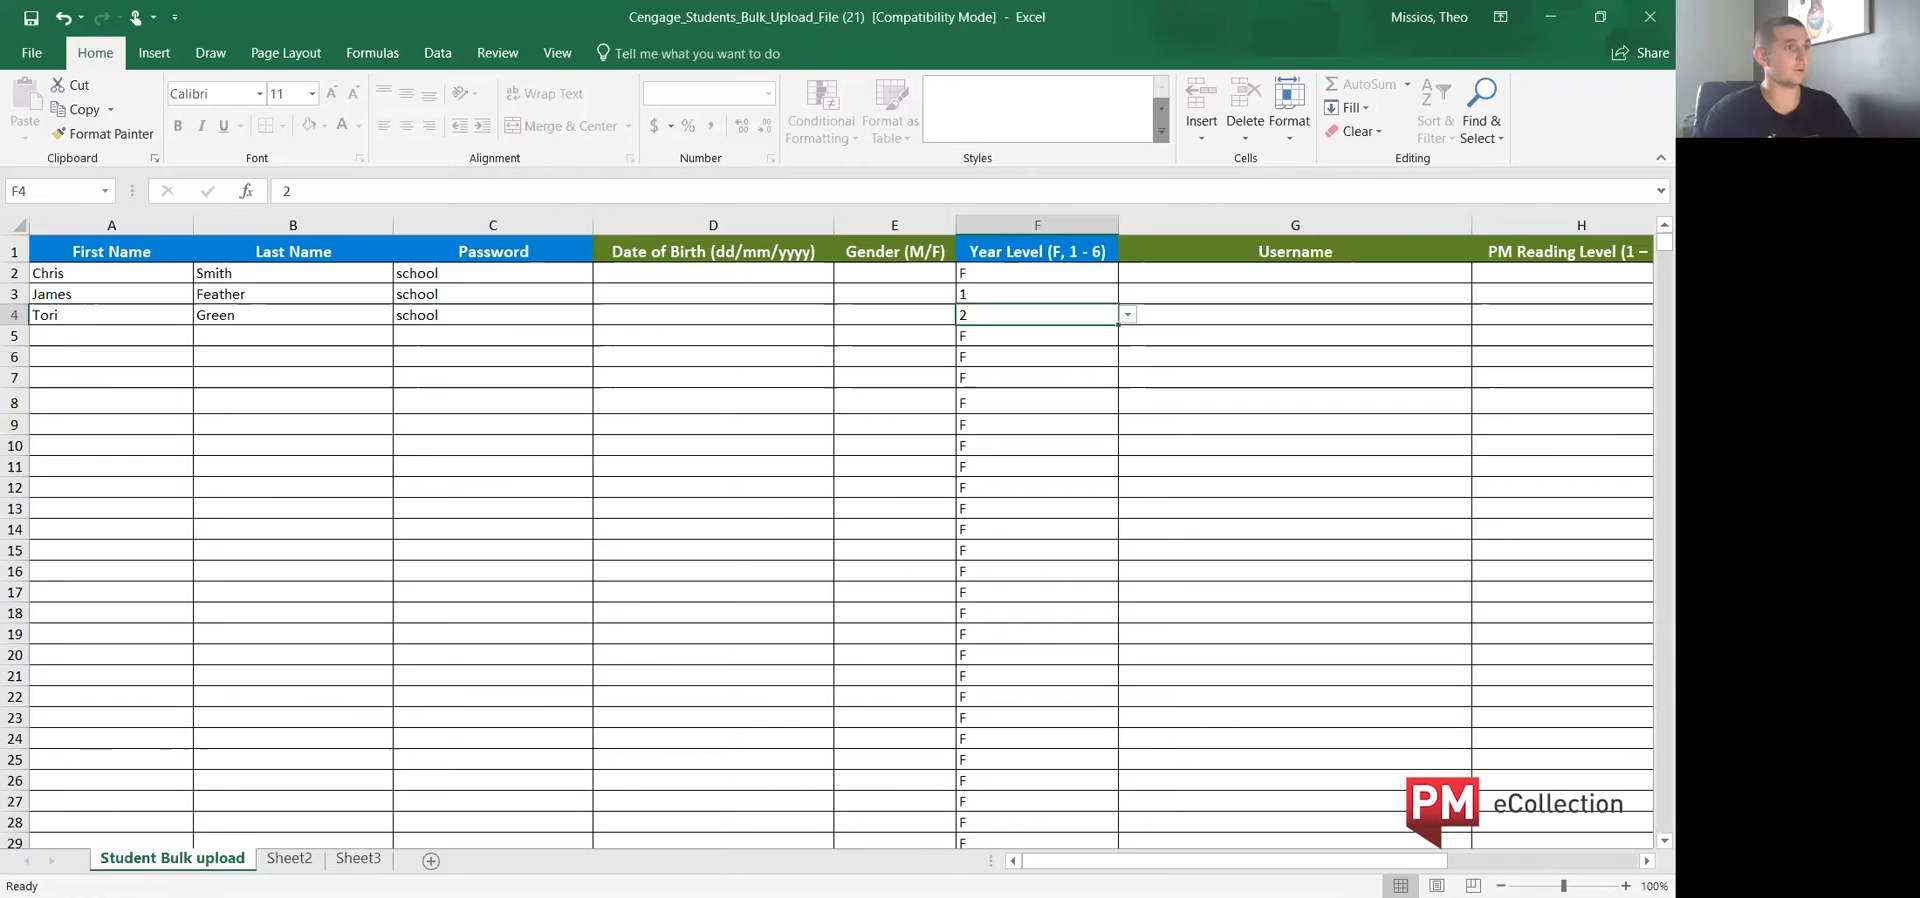 Cengage_Students_Bulk_Upload_File (21) [Compatibility Mode] - Excel
Missios, Theo
File Home Insert Draw Page Layout Formulas Data Review View Tell me what you want to do
Share
Paste
Cut
Copy
Format Painter
Clipboard
Calibri 11
B I U
Font
Wrap Text
Merge & Center
Alignment
$ % ,
Number
Conditional Formatting
Format as Table
Styles
Insert Delete Format
Cells
AutoSum
Fill
Clear
Sort & Filter
Find & Select
Editing
F4 fx 2
A B C D E F G H
1 First Name Last Name Password Date of Birth (dd/mm/yyyy) Gender (M/F) Year Level (F, 1 - 6) Username PM Reading Level (1 –
2 Chris Smith school F
3 James Feather school 1
4 Tori Green school 2
5 F
6 F
7 F
8 F
9 F
10 F
11 F
12 F
13 F
14 F
15 F
16 F
17 F
18 F
19 F
20 F
21 F
22 F
23 F
24 F
25 F
26 F
27 F
28 F
29 F
PM eCollection
Student Bulk upload Sheet2 Sheet3
Ready
100%